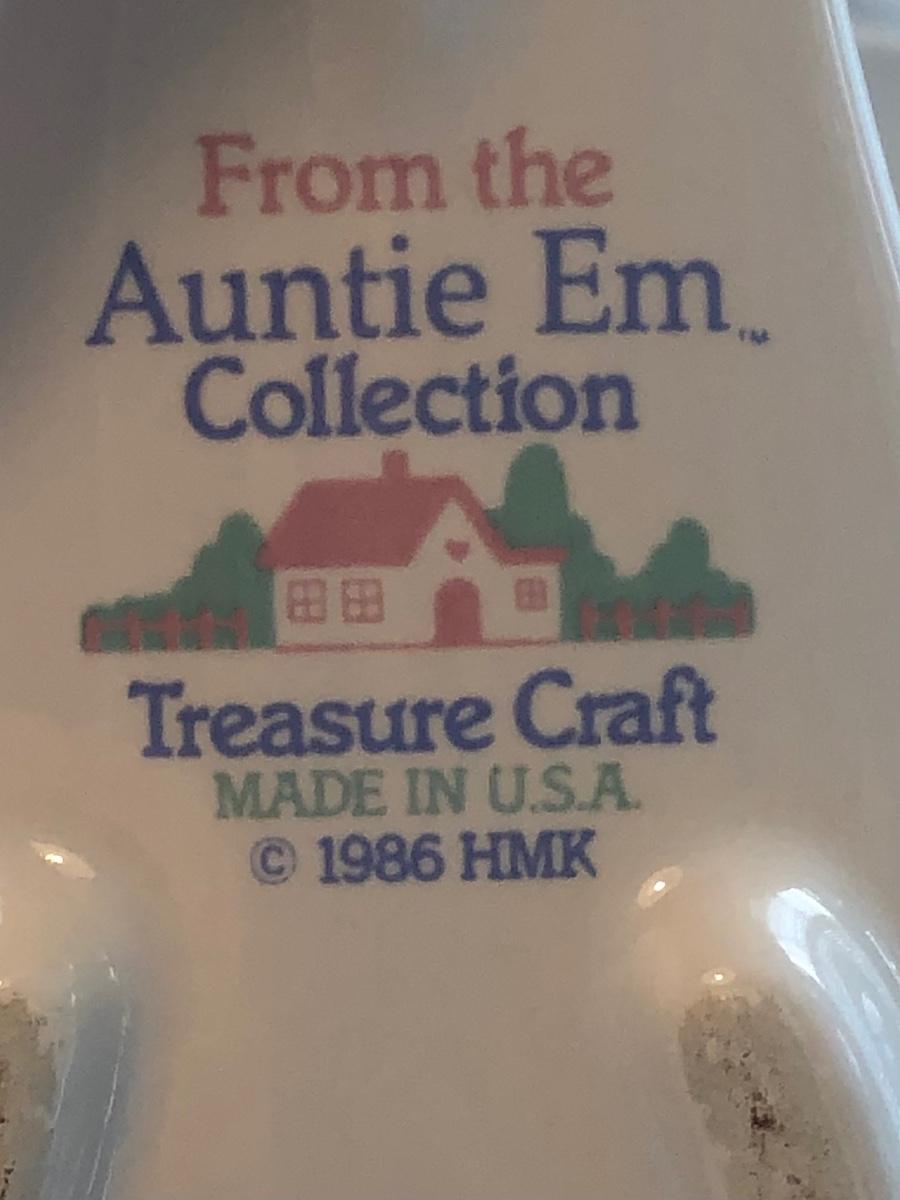 From the
Auntie Em™
Collection
Treasure Craft
MADE IN U.S.A.
© 1986 HMK